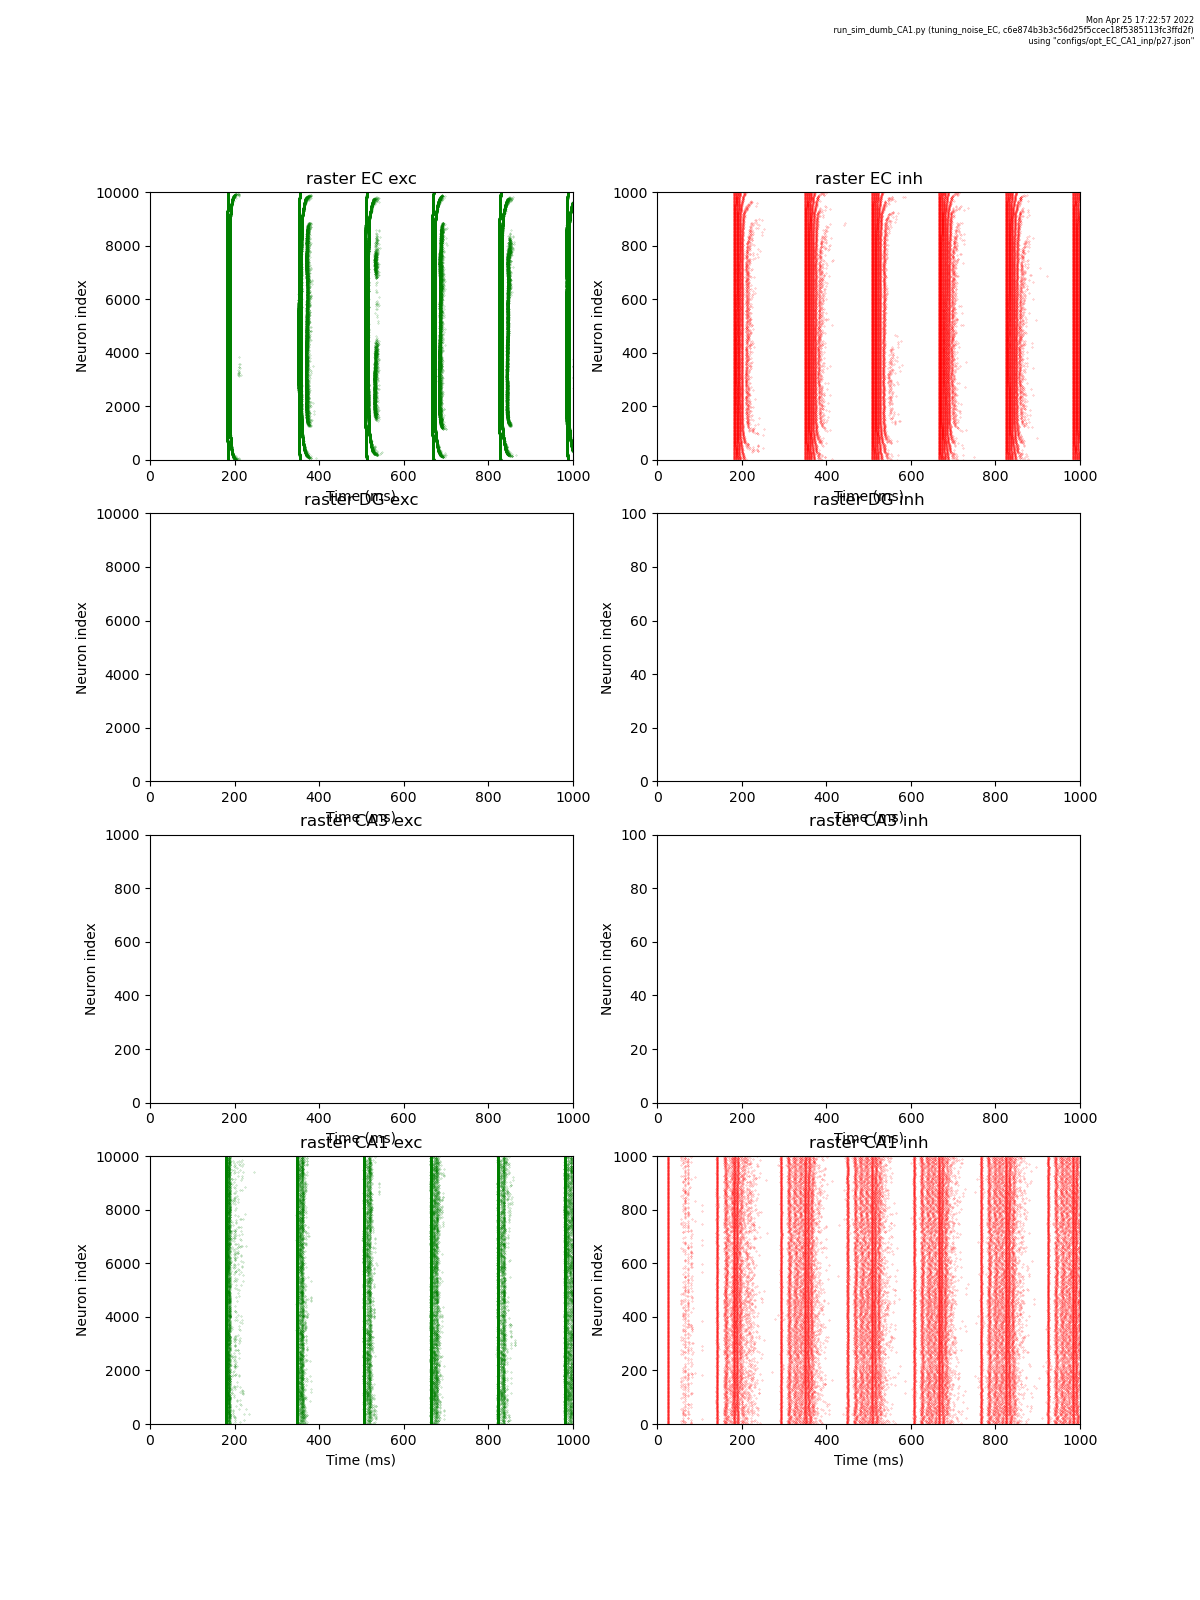 Mon Apr 25 17:22:57 2022
run_sim_dumb_CA1.py (tuning_noise_EC, c6e874b3b3c56d25f5ccec18f5385113fc3ffd2f)
using "configs/opt_EC_CA1_inp/p27.json"
raster EC exc
10000
8000
6000
4000
2000
0
Neuron index
0 200 400 600 800 1000
Time (ms)
raster EC inh
1000
800
600
400
200
0
Neuron index
0 200 400 600 800 1000
Time (ms)
raster DG exc
10000
8000
6000
4000
2000
0
Neuron index
0 200 400 600 800 1000
Time (ms)
raster DG inh
100
80
60
40
20
0
Neuron index
0 200 400 600 800 1000
Time (ms)
raster CA3 exc
1000
800
600
400
200
0
Neuron index
0 200 400 600 800 1000
Time (ms)
raster CA3 inh
100
80
60
40
20
0
Neuron index
0 200 400 600 800 1000
Time (ms)
raster CA1 exc
10000
8000
6000
4000
2000
0
Neuron index
0 200 400 600 800 1000
Time (ms)
raster CA1 inh
1000
800
600
400
200
0
Neuron index
0 200 400 600 800 1000
Time (ms)